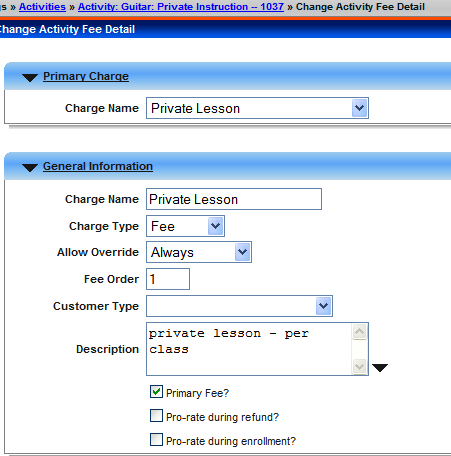 s » Activities » Activity: Guitar: Private Instruction -- 1037 » Change Activity Fee Detail
Change Activity Fee Detail
Primary Charge
Charge Name Private Lesson
General Information
Charge Name Private Lesson
Charge Type Fee
Allow Override Always
Fee Order 1
Customer Type
Description private lesson - per
class
Primary Fee?
Pro-rate during refund?
Pro-rate during enrollment?